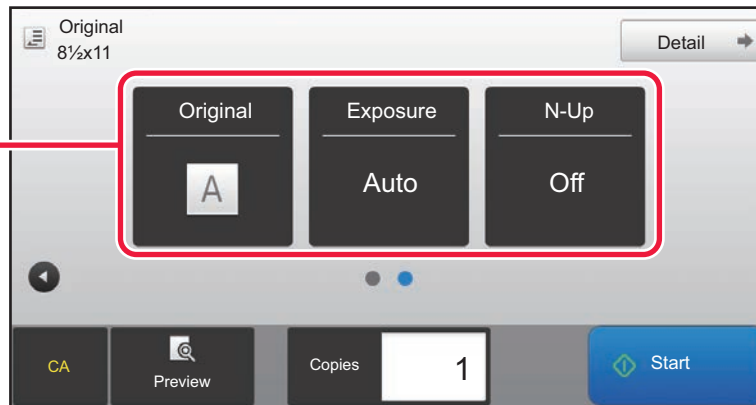 Original
8½x11
Detail
Original
Exposure
N-Up
A
Auto
Off
CA
Preview
Copies
1
Start